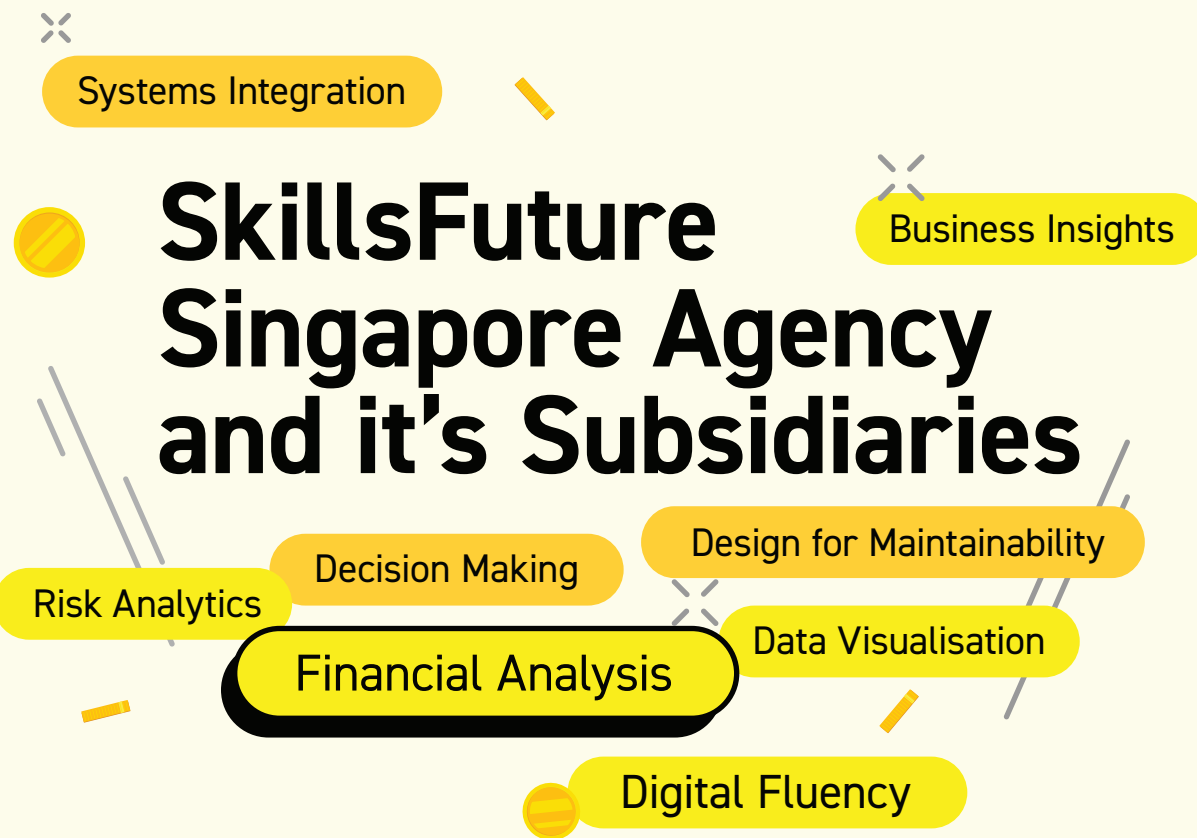 Systems Integration
Business Insights
SkillsFuture
Singapore Agency
and it’s Subsidiaries
Design for Maintainability
Decision Making
Risk Analytics
Data Visualisation
Financial Analysis
Digital Fluency